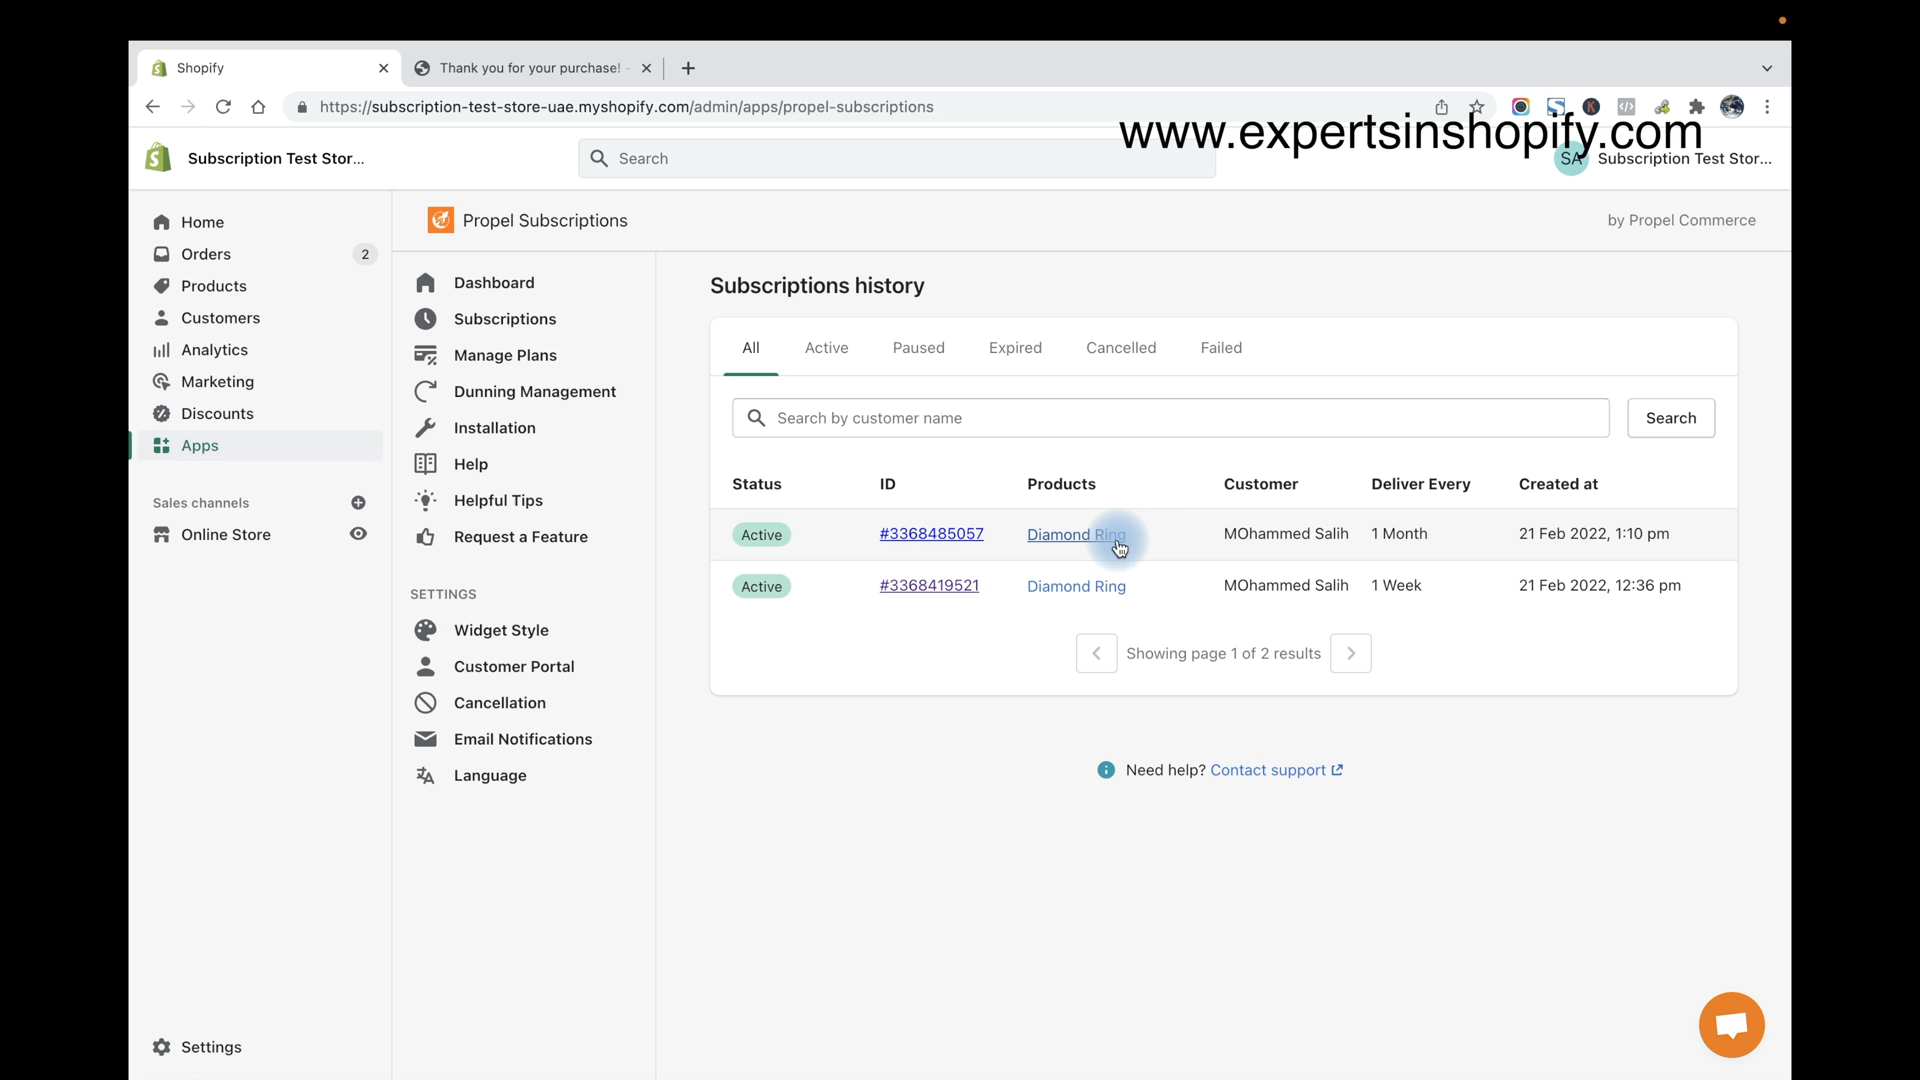 Shopify
Thank you for your purchase! -
https://subscription-test-store-uae.myshopify.com/admin/apps/propel-subscriptions
www.expertsinshopify.com
Subscription Test Stor...
Search
SA
Subscription Test Stor...
Home
Orders 2
Products
Customers
Analytics
Marketing
Discounts
Apps
Sales channels
Online Store
Settings
Propel Subscriptions
by Propel Commerce
Dashboard
Subscriptions
Manage Plans
Dunning Management
Installation
Help
Helpful Tips
Request a Feature
SETTINGS
Widget Style
Customer Portal
Cancellation
Email Notifications
Language
Subscriptions history
All Active Paused Expired Cancelled Failed
Search by customer name Search
Status ID Products Customer Deliver Every Created at
Active #3368485057 Diamond Ring MOhammed Salih 1 Month 21 Feb 2022, 1:10 pm
Active #3368419521 Diamond Ring MOhammed Salih 1 Week 21 Feb 2022, 12:36 pm
Showing page 1 of 2 results
Need help? Contact support